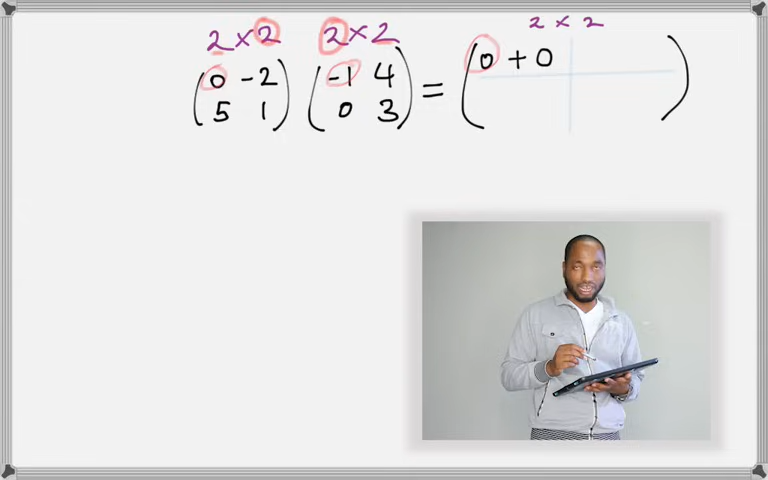 2 × 2 2 × 2 2 × 2
(0 -2) (-1 4) = (0 + 0 )
(5 1) (0 3)